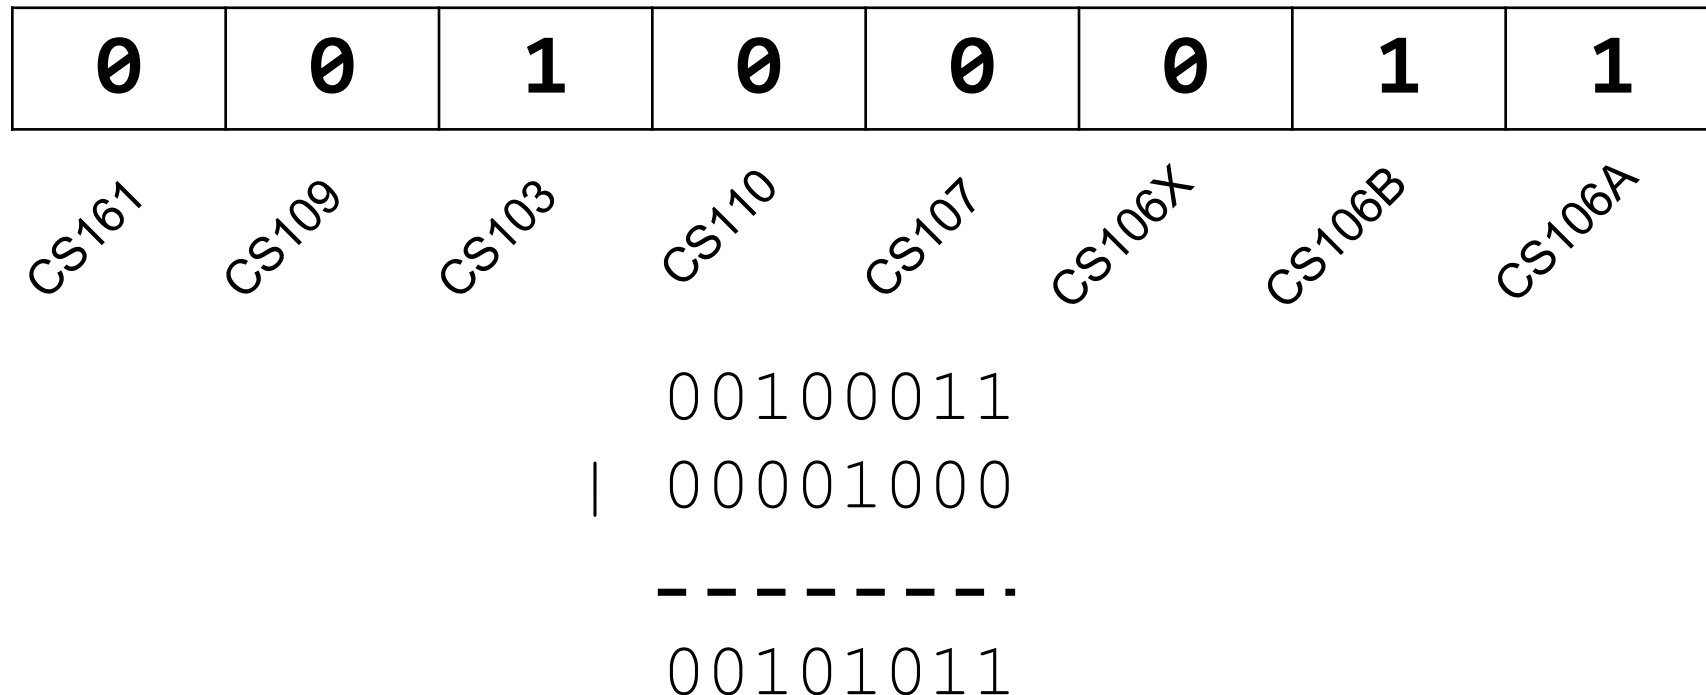 0 0 1 0 0 0 1 1
CS161 CS109 CS103 CS110 CS107 CS106X CS106B CS106A
00100011
| 00001000
--------
00101011